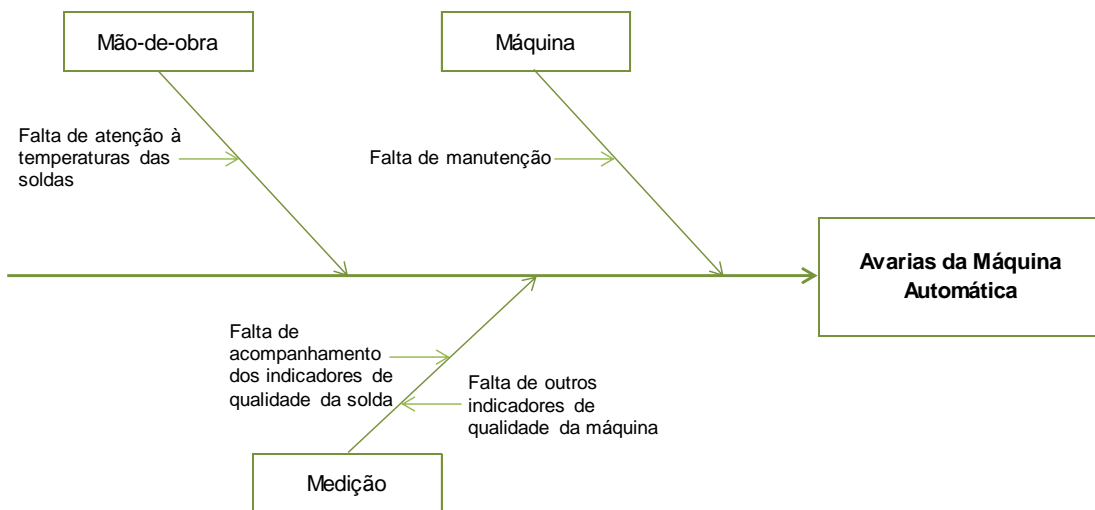 Mão-de-obra
Máquina
Falta de atenção à
temperaturas das
soldas
Falta de manutenção
Avarias da Máquina
Automática
Falta de
acompanhamento
dos indicadores de
qualidade da solda
Falta de outros
indicadores de
qualidade da máquina
Medição